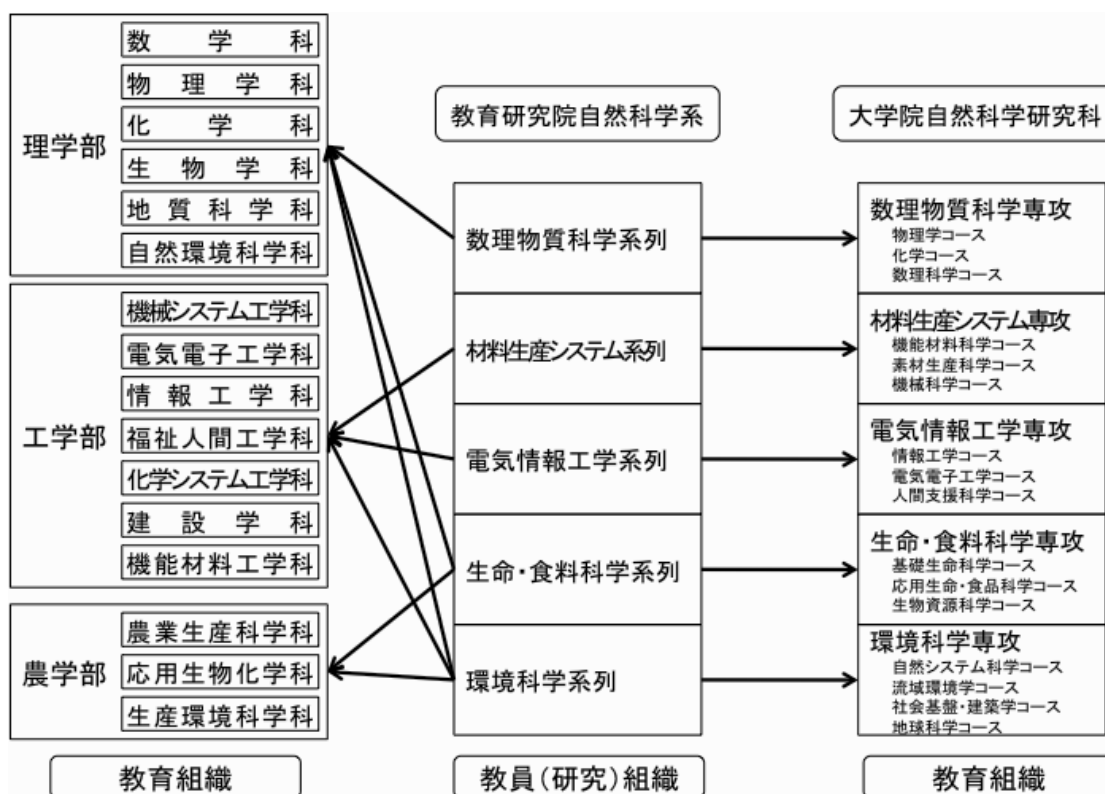 理学部
数学科
物理学科
化学科
生物学科
地質科学科
自然環境科学科
工学部
機械システム工学科
電気電子工学科
情報工学科
福祉人間工学科
化学システム工学科
建設学科
機能材料工学科
農学部
農業生産科学科
応用生物化学科
生産環境科学科
教育組織
教育研究院自然科学系
数理物質科学系列
材料生産システム系列
電気情報工学系列
生命・食料科学系列
環境科学系列
教員(研究)組織
大学院自然科学研究科
数理物質科学専攻
物理学コース
化学コース
数理科学コース
材料生産システム専攻
機能材料科学コース
素材生産科学コース
機械科学コース
電気情報工学専攻
情報工学コース
電気電子工学コース
人間支援科学コース
生命・食料科学専攻
基礎生命科学コース
応用生命・食品科学コース
生物資源科学コース
環境科学専攻
自然システム科学コース
流域環境学コース
社会基盤・建築学コース
地球科学コース
教育組織